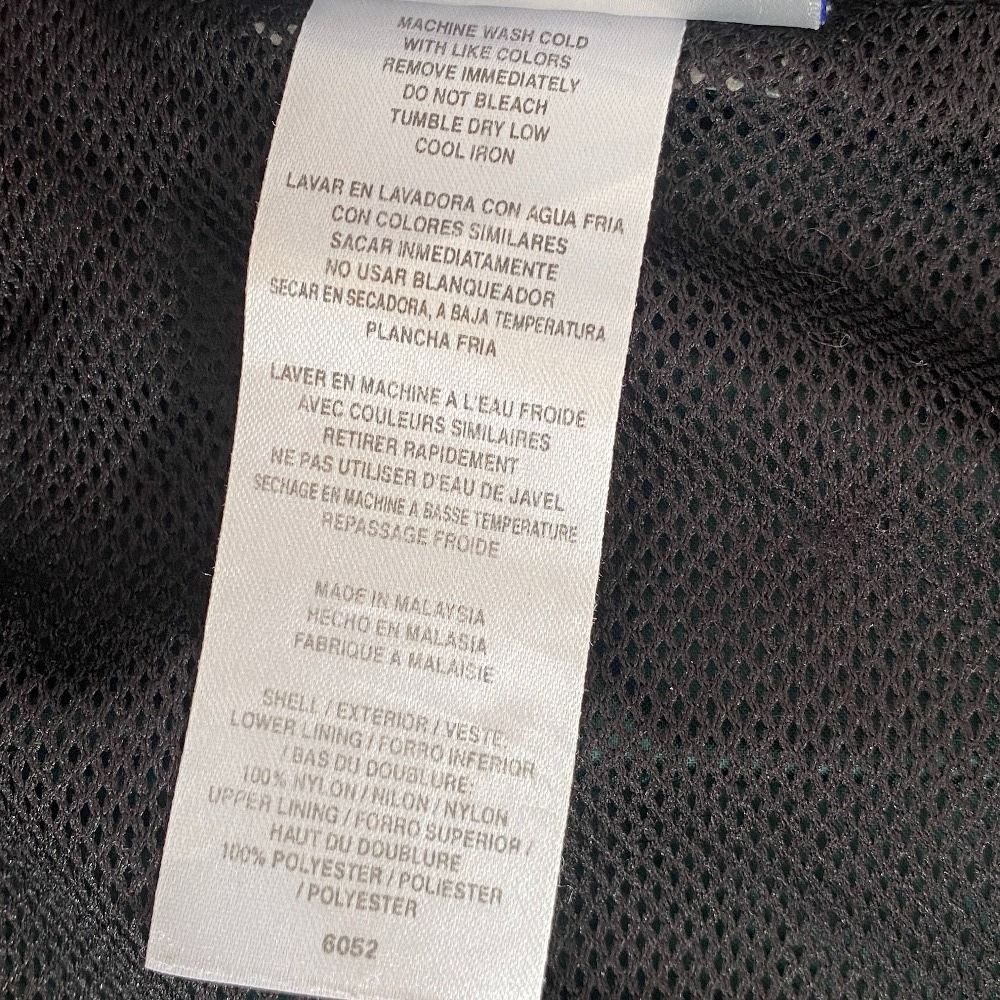 MACHINE WASH COLD
WITH LIKE COLORS
REMOVE IMMEDIATELY
DO NOT BLEACH
TUMBLE DRY LOW
COOL IRON
LAVAR EN LAVADORA CON AGUA FRIA
CON COLORES SIMILARES
SACAR INMEDIATAMENTE
NO USAR BLANQUEADOR
SECAR EN SECADORA, A BAJA TEMPERATURA
PLANCHA FRIA
LAVER EN MACHINE A L'EAU FROIDE
AVEC COULEURS SIMILAIRES
RETIRER RAPIDEMENT
NE PAS UTILISER D'EAU DE JAVEL
SECHAGE EN MACHINE A BASSE TEMPERATURE
REPASSAGE FROIDE
MADE IN MALAYSIA
HECHO EN MALASIA
FABRIQUE A MALAISIE
SHELL / EXTERIOR / VESTE,
LOWER LINING / FORRO INFERIOR
/ BAS DU DOUBLURE:
100% NYLON / NILON / NYLON
UPPER LINING / FORRO SUPERIOR /
HAUT DU DOUBLURE
100% POLYESTER / POLIESTER
/ POLYESTER
6052